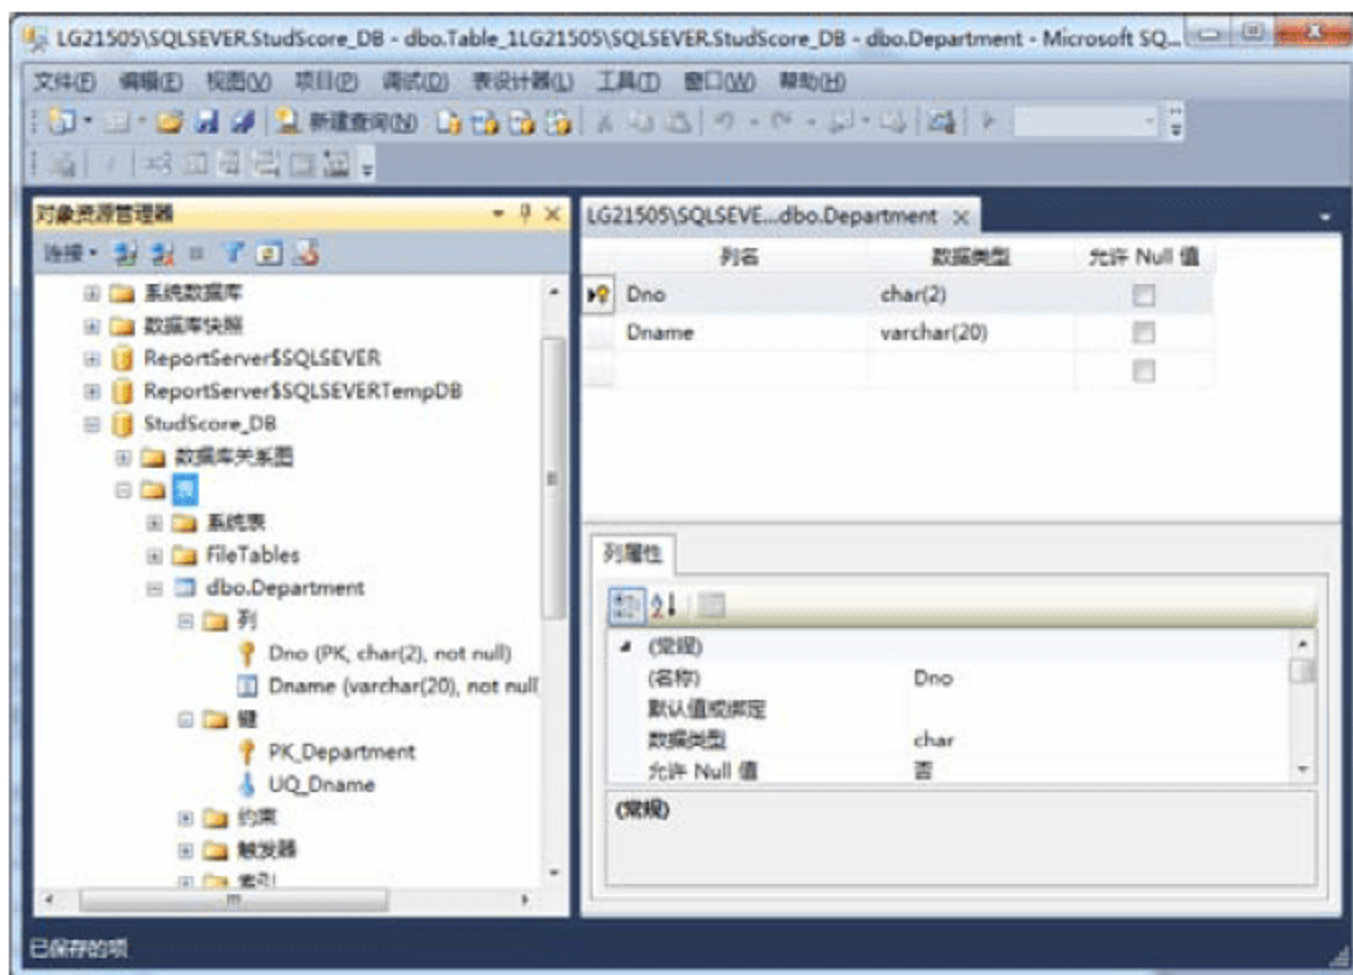 LG21505\SQLSEVER.StudScore_DB - dbo.Table_1LG21505\SQLSEVER.StudScore_DB - dbo.Department - Microsoft SQ...
文件(F) 编辑(E) 视图(V) 项目(P) 调试(D) 表设计器(L) 工具(T) 窗口(W) 帮助(H)
新建查询(N)
对象资源管理器
连接
系统数据库
数据库快照
ReportServer$SQLSEVER
ReportServer$SQLSEVERTempDB
StudScore_DB
数据库关系图
表
系统表
FileTables
dbo.Department
列
Dno (PK, char(2), not null)
Dname (varchar(20), not null
键
PK_Department
UQ_Dname
约束
触发器
索引
LG21505\SQLSEVE...dbo.Department
列名 数据类型 允许 Null 值
Dno char(2)
Dname varchar(20)
列属性
(常规)
(名称) Dno
默认值或绑定
数据类型 char
允许 Null 值 否
(常规)
已保存的项